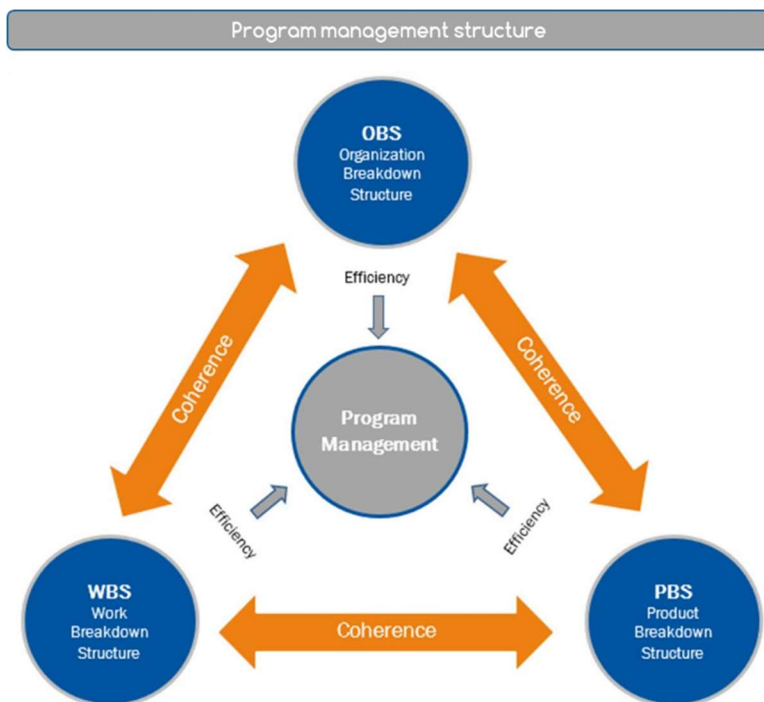 Program management structure
OBS
Organization
Breakdown
Structure
Efficiency
Coherence
Coherence
Program
Management
Efficiency
Efficiency
WBS
Work
Breakdown
Structure
Coherence
PBS
Product
Breakdown
Structure